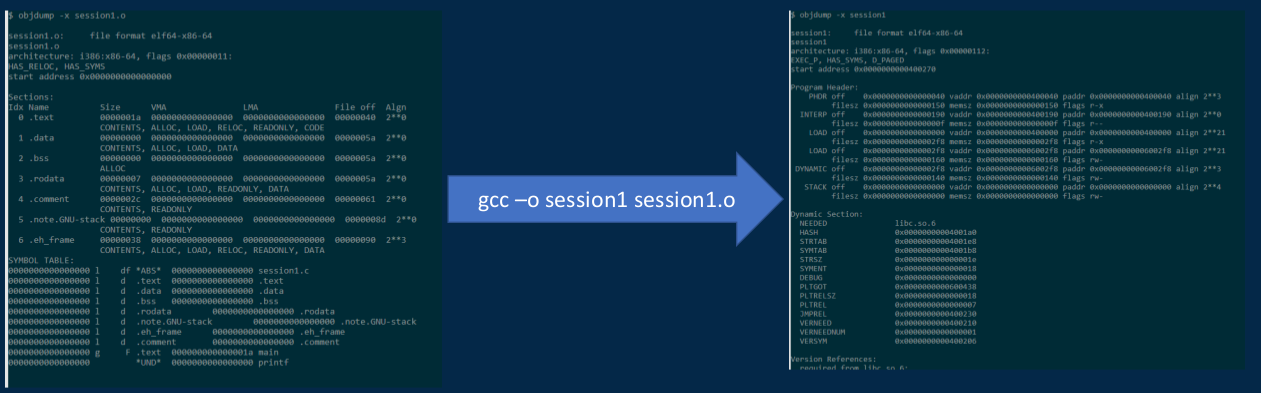 $ objdump -x session1.o
session1.o:     file format elf64-x86-64
session1.o
architecture: i386:x86-64, flags 0x00000011:
HAS_RELOC, HAS_SYMS
start address 0x0000000000000000
Sections:
Idx Name          Size      VMA               LMA               File off  Algn
  0 .text         0000001a  0000000000000000  0000000000000000  00000040  2**0
                  CONTENTS, ALLOC, LOAD, RELOC, READONLY, CODE
  1 .data         00000000  0000000000000000  0000000000000000  0000005a  2**0
                  CONTENTS, ALLOC, LOAD, DATA
  2 .bss          00000000  0000000000000000  0000000000000000  0000005a  2**0
                  ALLOC
  3 .rodata       00000007  0000000000000000  0000000000000000  0000005a  2**0
                  CONTENTS, ALLOC, LOAD, READONLY, DATA
  4 .comment      0000002c  0000000000000000  0000000000000000  00000061  2**0
                  CONTENTS, READONLY
  5 .note.GNU-stack 00000000  0000000000000000  0000000000000000  0000008d  2**0
                  CONTENTS, READONLY
  6 .eh_frame     00000038  0000000000000000  0000000000000000  00000090  2**3
                  CONTENTS, ALLOC, LOAD, RELOC, READONLY, DATA
SYMBOL TABLE:
0000000000000000 l    df *ABS*  0000000000000000 session1.c
0000000000000000 l    d  .text  0000000000000000 .text
0000000000000000 l    d  .data  0000000000000000 .data
0000000000000000 l    d  .bss   0000000000000000 .bss
0000000000000000 l    d  .rodata        0000000000000000 .rodata
0000000000000000 l    d  .note.GNU-stack        0000000000000000 .note.GNU-stack
0000000000000000 l    d  .eh_frame      0000000000000000 .eh_frame
0000000000000000 l    d  .comment       0000000000000000 .comment
0000000000000000 g     F .text  000000000000001a main
0000000000000000         *UND*  0000000000000000 printf
gcc –o session1 session1.o
$ objdump -x session1
session1:     file format elf64-x86-64
session1
architecture: i386:x86-64, flags 0x00000112:
EXEC_P, HAS_SYMS, D_PAGED
start address 0x0000000000400270
Program Header:
    PHDR off    0x0000000000000040 vaddr 0x0000000000400040 paddr 0x0000000000400040 align 2**3
         filesz 0x0000000000000150 memsz 0x0000000000000150 flags r-x
  INTERP off    0x0000000000000190 vaddr 0x0000000000400190 paddr 0x0000000000400190 align 2**0
         filesz 0x000000000000000f memsz 0x000000000000000f flags r--
    LOAD off    0x0000000000000000 vaddr 0x0000000000400000 paddr 0x0000000000400000 align 2**21
         filesz 0x00000000000002f8 memsz 0x00000000000002f8 flags r-x
    LOAD off    0x00000000000002f8 vaddr 0x00000000006002f8 paddr 0x00000000006002f8 align 2**21
         filesz 0x0000000000000160 memsz 0x0000000000000160 flags rw-
 DYNAMIC off    0x00000000000002f8 vaddr 0x00000000006002f8 paddr 0x00000000006002f8 align 2**3
         filesz 0x0000000000000140 memsz 0x0000000000000140 flags rw-
   STACK off    0x0000000000000000 vaddr 0x0000000000000000 paddr 0x0000000000000000 align 2**4
         filesz 0x0000000000000000 memsz 0x0000000000000000 flags rw-
Dynamic Section:
  NEEDED               libc.so.6
  HASH                 0x00000000004001a0
  STRTAB               0x00000000004001e8
  SYMTAB               0x00000000004001b8
  STRSZ                0x000000000000001e
  SYMENT               0x0000000000000018
  DEBUG                0x0000000000000000
  PLTGOT               0x0000000000600438
  PLTRELSZ             0x0000000000000018
  PLTREL               0x0000000000000007
  JMPREL               0x0000000000400230
  VERNEED              0x0000000000400210
  VERNEEDNUM           0x0000000000000001
  VERSYM               0x0000000000400206
Version References:
  required from libc.so.6: